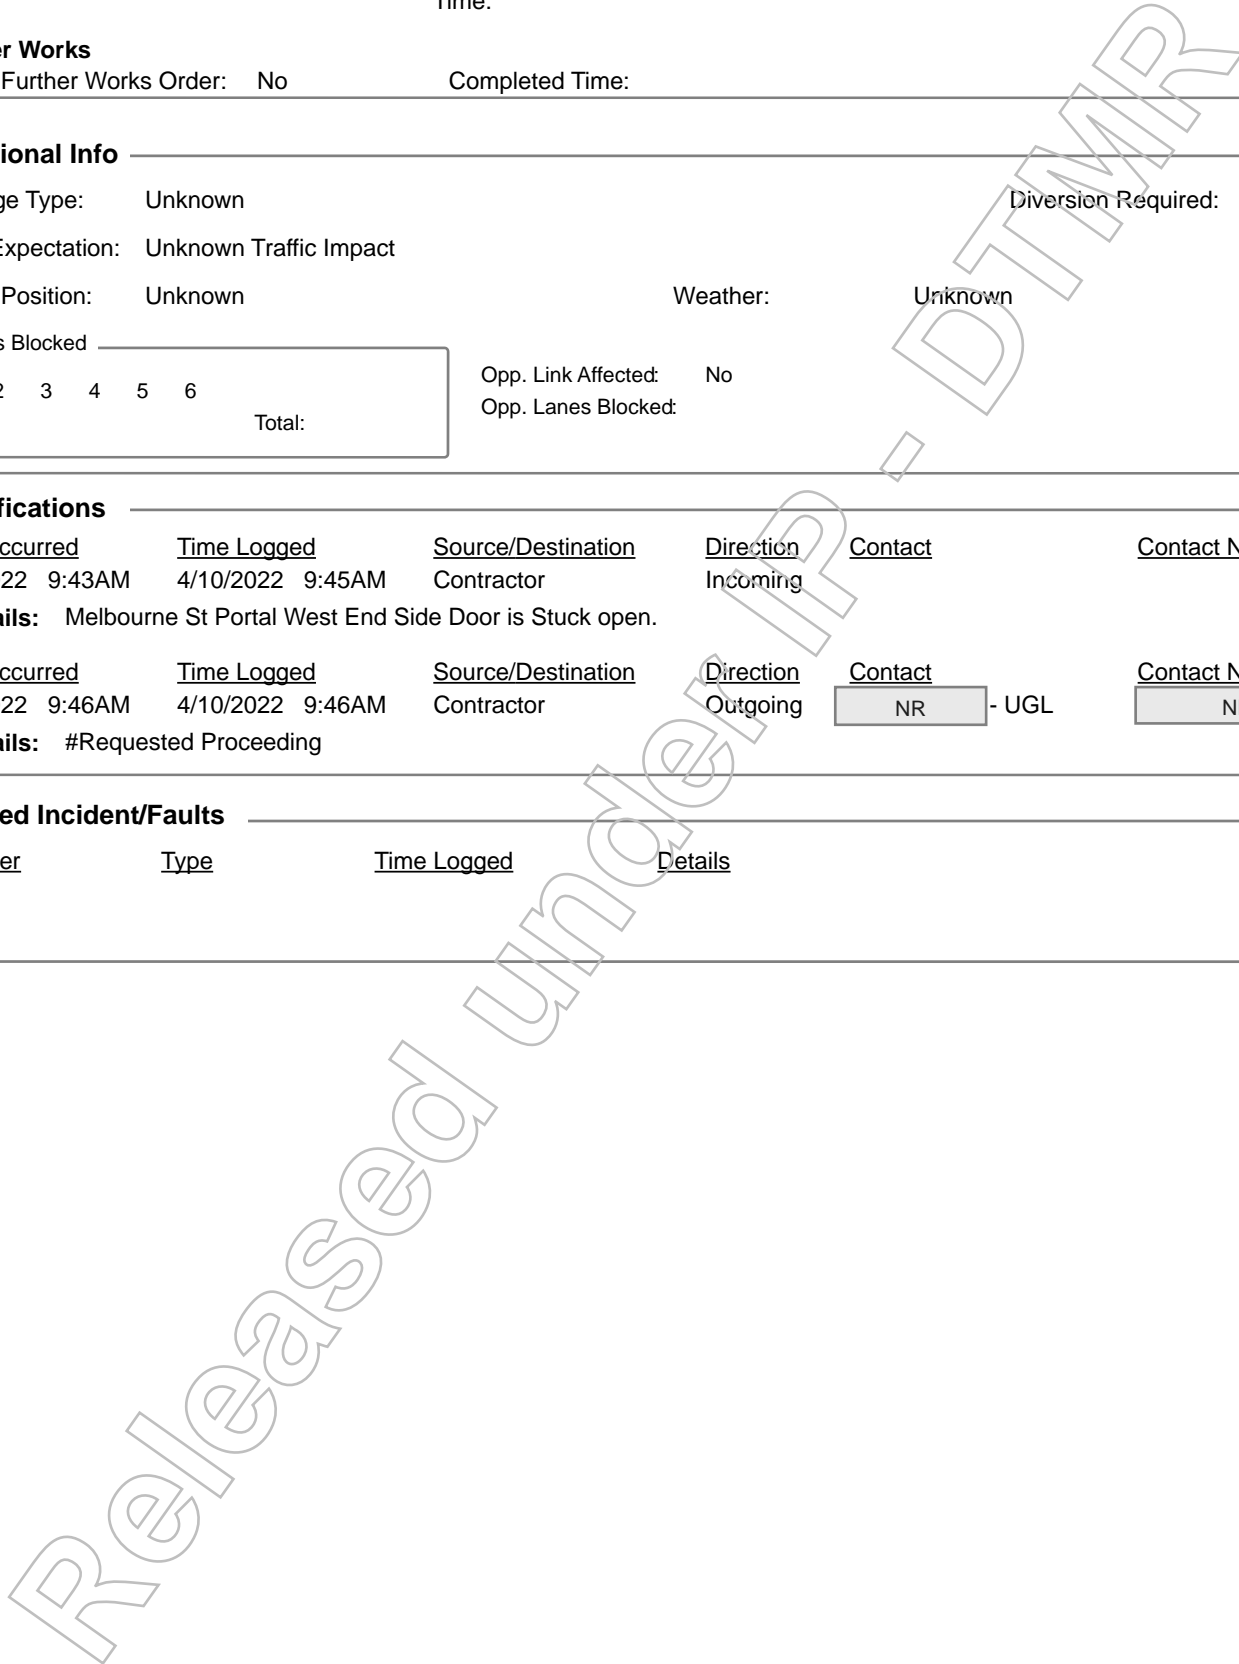 Time:
er Works
Further Works Order: No Completed Time:
ional Info
ge Type: Unknown Diversion Required:
Expectation: Unknown Traffic Impact
Position: Unknown Weather: Unknown
s Blocked
2 3 4 5 6
Total:
Opp. Link Affected: No
Opp. Lanes Blocked:
fications
ccurred Time Logged Source/Destination Direction Contact Contact N
22 9:43AM 4/10/2022 9:45AM Contractor Incoming
ails: Melbourne St Portal West End Side Door is Stuck open.
ccurred Time Logged Source/Destination Direction Contact Contact N
22 9:46AM 4/10/2022 9:46AM Contractor Outgoing NR - UGL N
ails: #Requested Proceeding
ed Incident/Faults
er Type Time Logged Details
Released under IP - DTMR